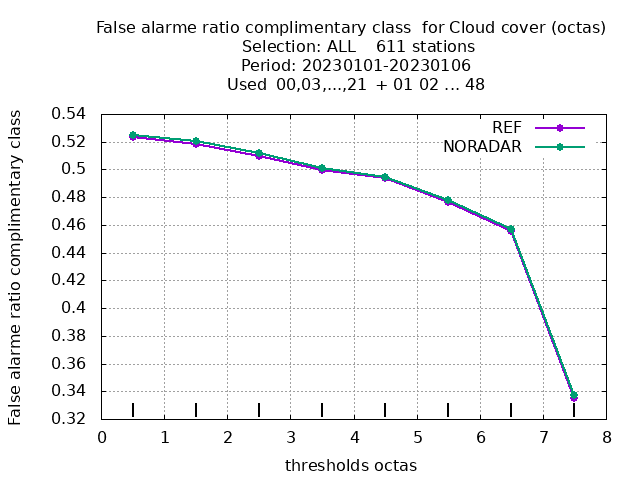 False alarme ratio complimentary class  for Cloud cover (octas)
Selection: ALL    611 stations
Period: 20230101-20230106
Used  00,03,...,21  + 01 02 ... 48
False alarme ratio complimentary class
REF
NORADAR
0.54
0.52
0.5
0.48
0.46
0.44
0.42
0.4
0.38
0.36
0.34
0.32
0 1 2 3 4 5 6 7 8
thresholds octas